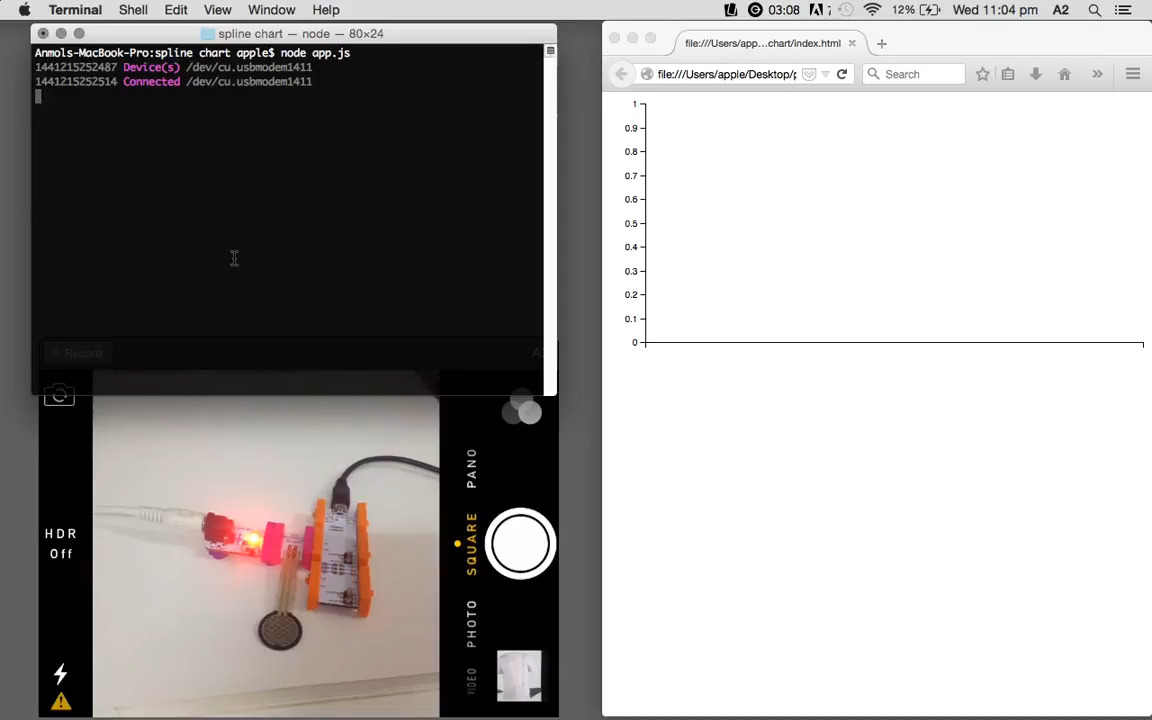 Terminal Shell Edit View Window Help
03:08 12% Wed 11:04 pm A2
spline chart — node — 80×24
Anmols-MacBook-Pro:spline chart apple$ node app.js
1441215252487 Device(s) /dev/cu.usbmodem1411
1441215252514 Connected /dev/cu.usbmodem1411
Record
HDR
Off
PANO
SQUARE
PHOTO
VIDEO
file:///Users/app...chart/index.html
file:///Users/apple/Desktop/p
Search
1
0.9
0.8
0.7
0.6
0.5
0.4
0.3
0.2
0.1
0